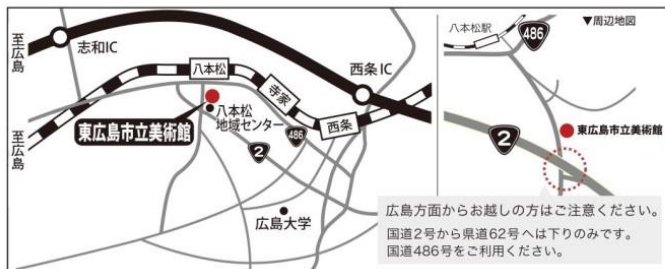 至広島
志和IC
八本松
西条IC
寺家
東広島市立美術館
八本松
地域センター
486
西条
2
至広島
広島大学
八本松駅
486
▼周辺地図
2
東広島市立美術館
広島方面からお越しの方はご注意ください。
国道2号から県道62号へは下りのみです。
国道486号をご利用ください。